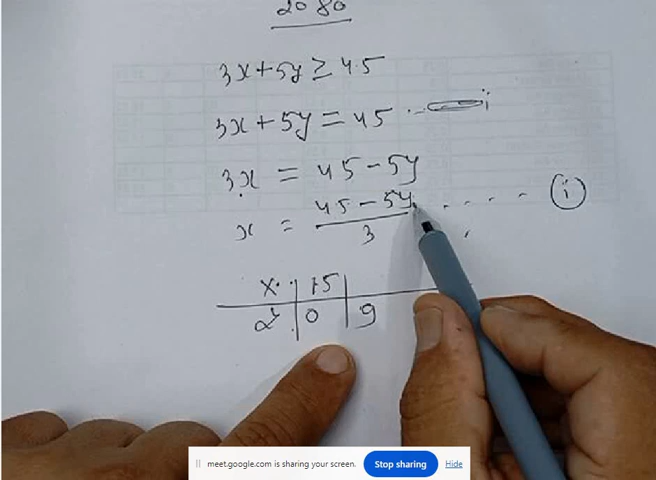 2080
3x+5y ≥ 45
3x+5y = 45 i
3x = 45-5y
x = 45-5y / 3 ..... (i)
x 15
y 0 9
meet.google.com is sharing your screen. Stop sharing Hide